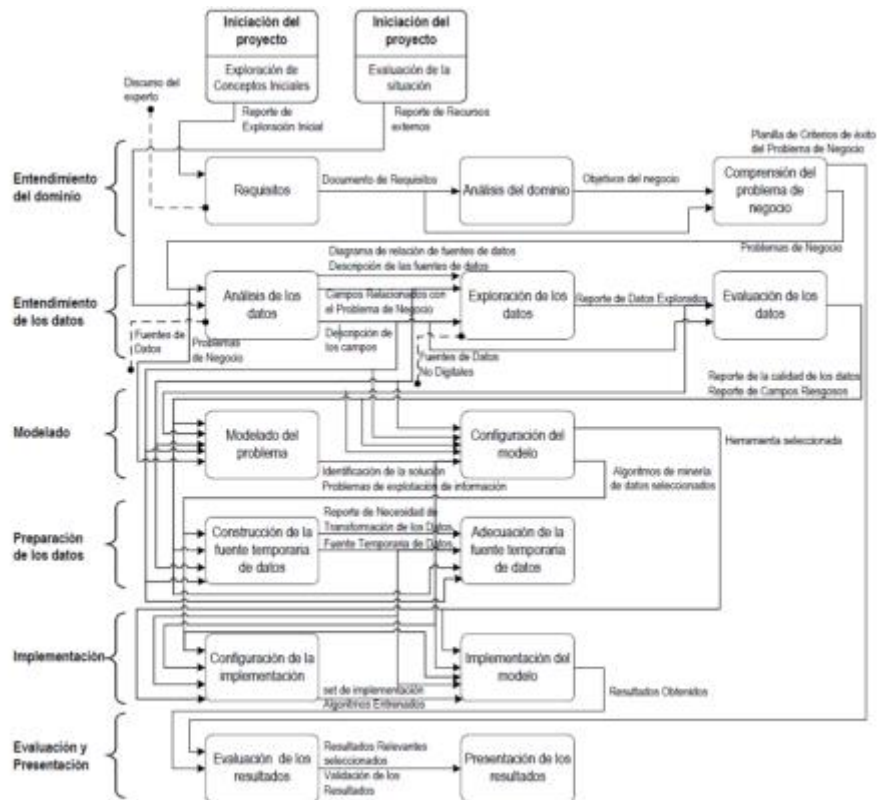 Iniciación del
proyecto
Exploración de
Conceptos Iniciales
Iniciación del
proyecto
Evaluación de la
situación
Discurso del
experto
Reporte de
Exploración Inicial
Reporte de Recursos
externos
Planilla de Criterios de éxito
del Problema de Negocio
Entendimiento
del dominio
Requisitos
Documento de Requisitos
Análisis del dominio
Objetivos del negocio
Comprensión del
problema de
negocio
Problemas de Negocio
Diagrama de relación de fuentes de datos
Descripción de las fuentes de datos
Entendimiento
de los datos
Análisis de los
datos
Campos Relacionados con
el Problema de Negocio
Exploración de los
datos
Reporte de Datos Explorados
Evaluación de los
datos
Fuentes de
Datos
Problemas
de Negocio
Descripción de
los campos
Fuentes de Datos
No Digitales
Reporte de la calidad de los datos
Reporte de Campos Riesgosos
Modelado
Modelado del
problema
Configuración del
modelo
Herramienta seleccionada
Identificación de la solución
Problemas de explotación de información
Algoritmos de minería
de datos seleccionados
Preparación
de los datos
Construcción de la
fuente temporaria
de datos
Reporte de Necesidad de
Transformación de los Datos
Fuente Temporaria de Datos
Adecuación de la
fuente temporaria
de datos
Implementación
Configuración de la
implementación
set de implementación
Algoritmos Entrenados
Implementación del
modelo
Resultados Obtenidos
Evaluación y
Presentación
Evaluación de los
resultados
Resultados Relevantes
seleccionados
Validación de los
Resultados
Presentación de los
resultados